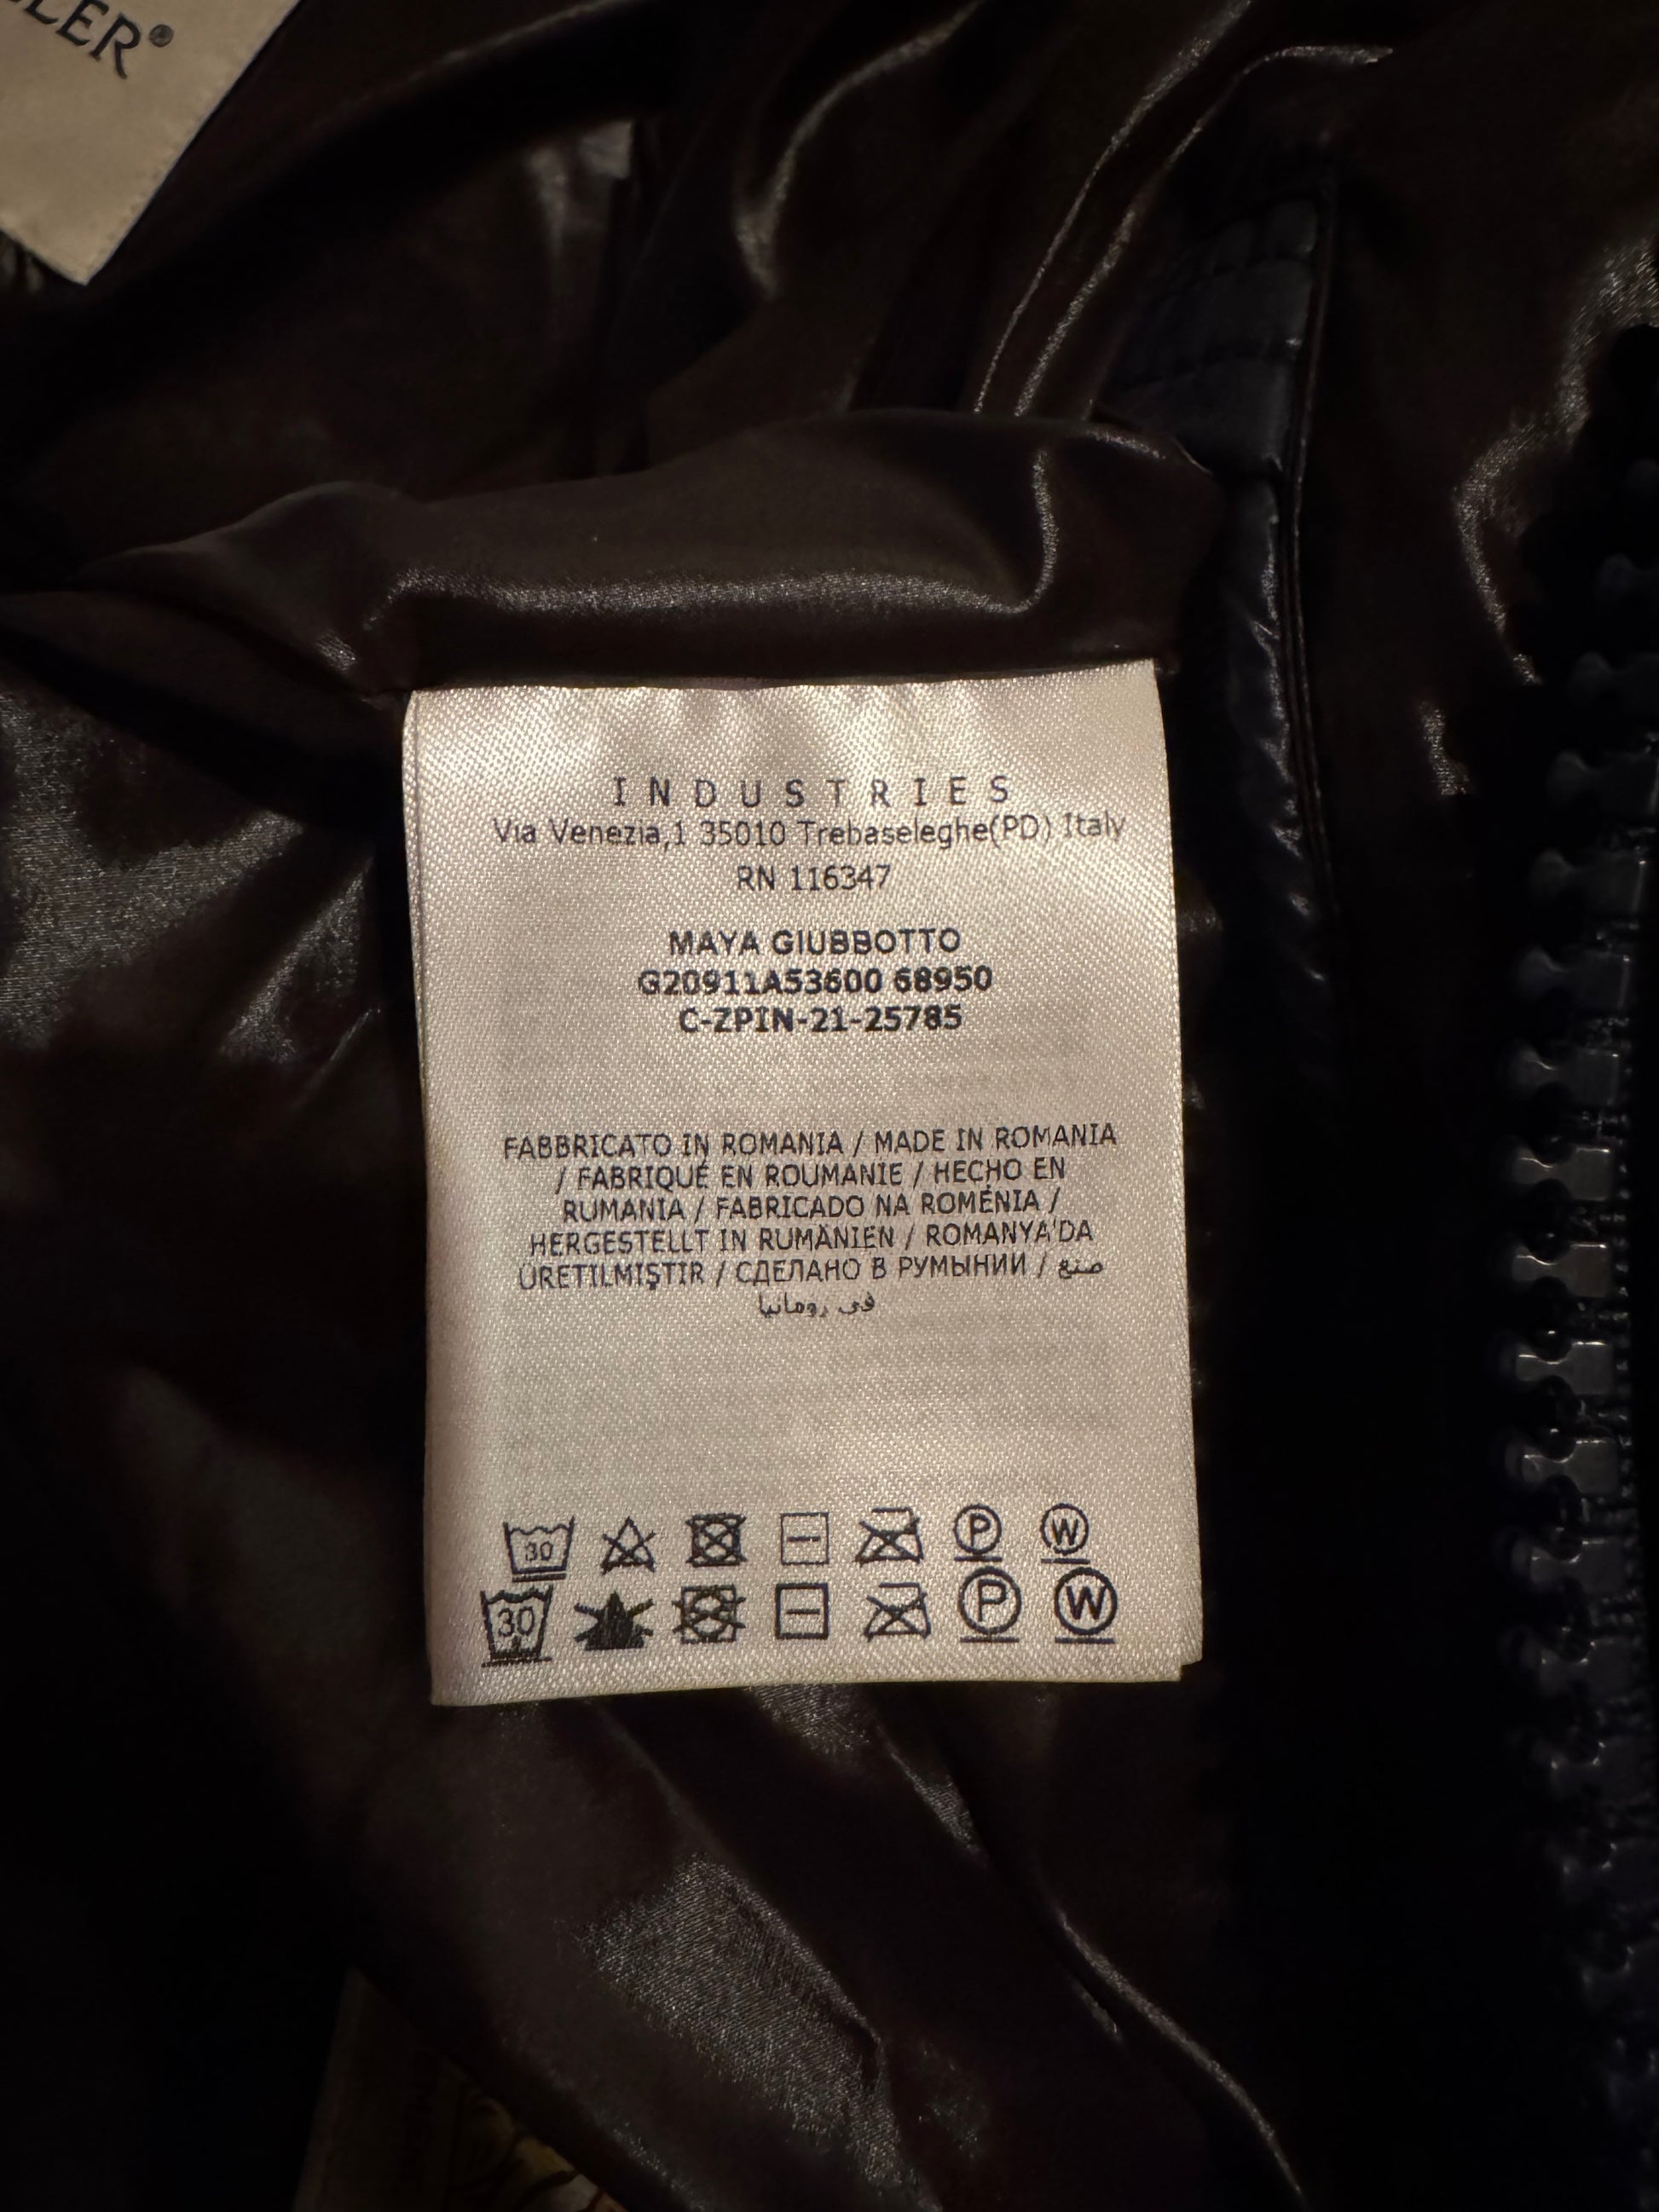 LER®
INDUSTRIES
Via Venezia,1 35010 Trebaseleghe(PD) Italy
RN 116347
MAYA GIUBBOTTO
G20911A53600 68950
C-ZPIN-21-25785
FABBRICATO IN ROMANIA / MADE IN ROMANIA
/ FABRIQUÉ EN ROUMANIE / HECHO EN
RUMANIA / FABRICADO NA ROMÉNIA /
HERGESTELLT IN RUMÄNIEN / ROMANYA'DA
ÜRETILMIŞTIR / СДЕЛАНО В РУМЫНИИ / صنع
في رومانيا
30 P W
30 P W